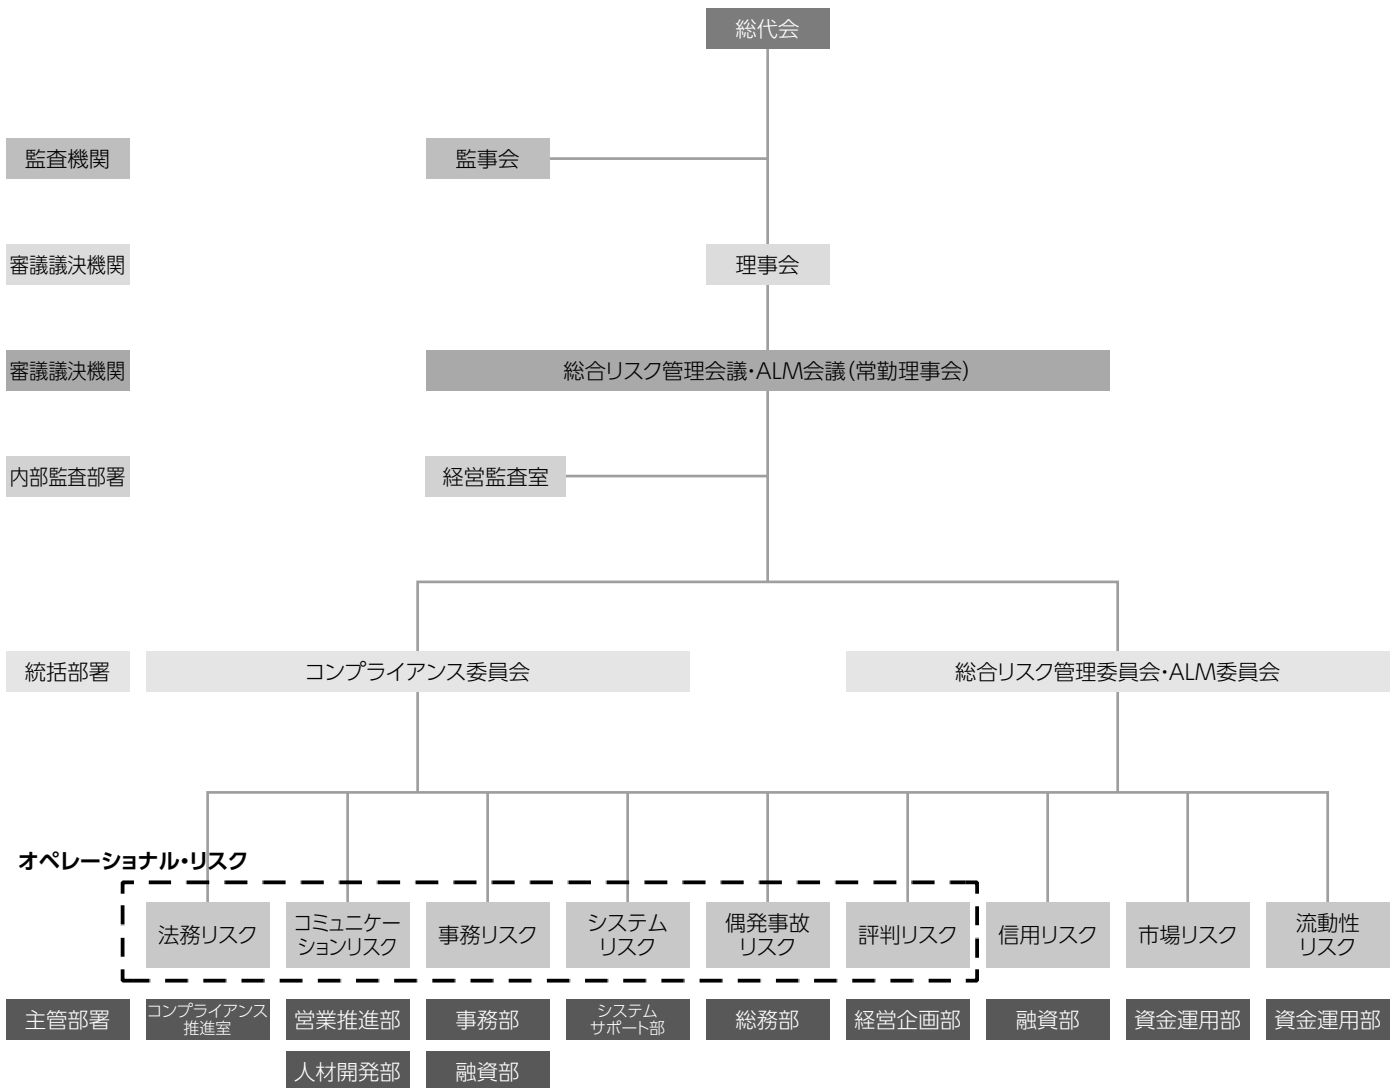 総代会
監査機関
監事会
審議議決機関
理事会
審議議決機関
総合リスク管理会議・ALM会議(常勤理事会)
内部監査部署
経営監査室
統括部署
コンプライアンス委員会
総合リスク管理委員会・ALM委員会
オペレーショナル・リスク
法務リスク
コミュニケー
ションリスク
事務リスク
システム
リスク
偶発事故
リスク
評判リスク
信用リスク
市場リスク
流動性
リスク
主管部署
コンプライアンス
推進室
営業推進部
事務部
システム
サポート部
総務部
経営企画部
融資部
資金運用部
資金運用部
人材開発部
融資部